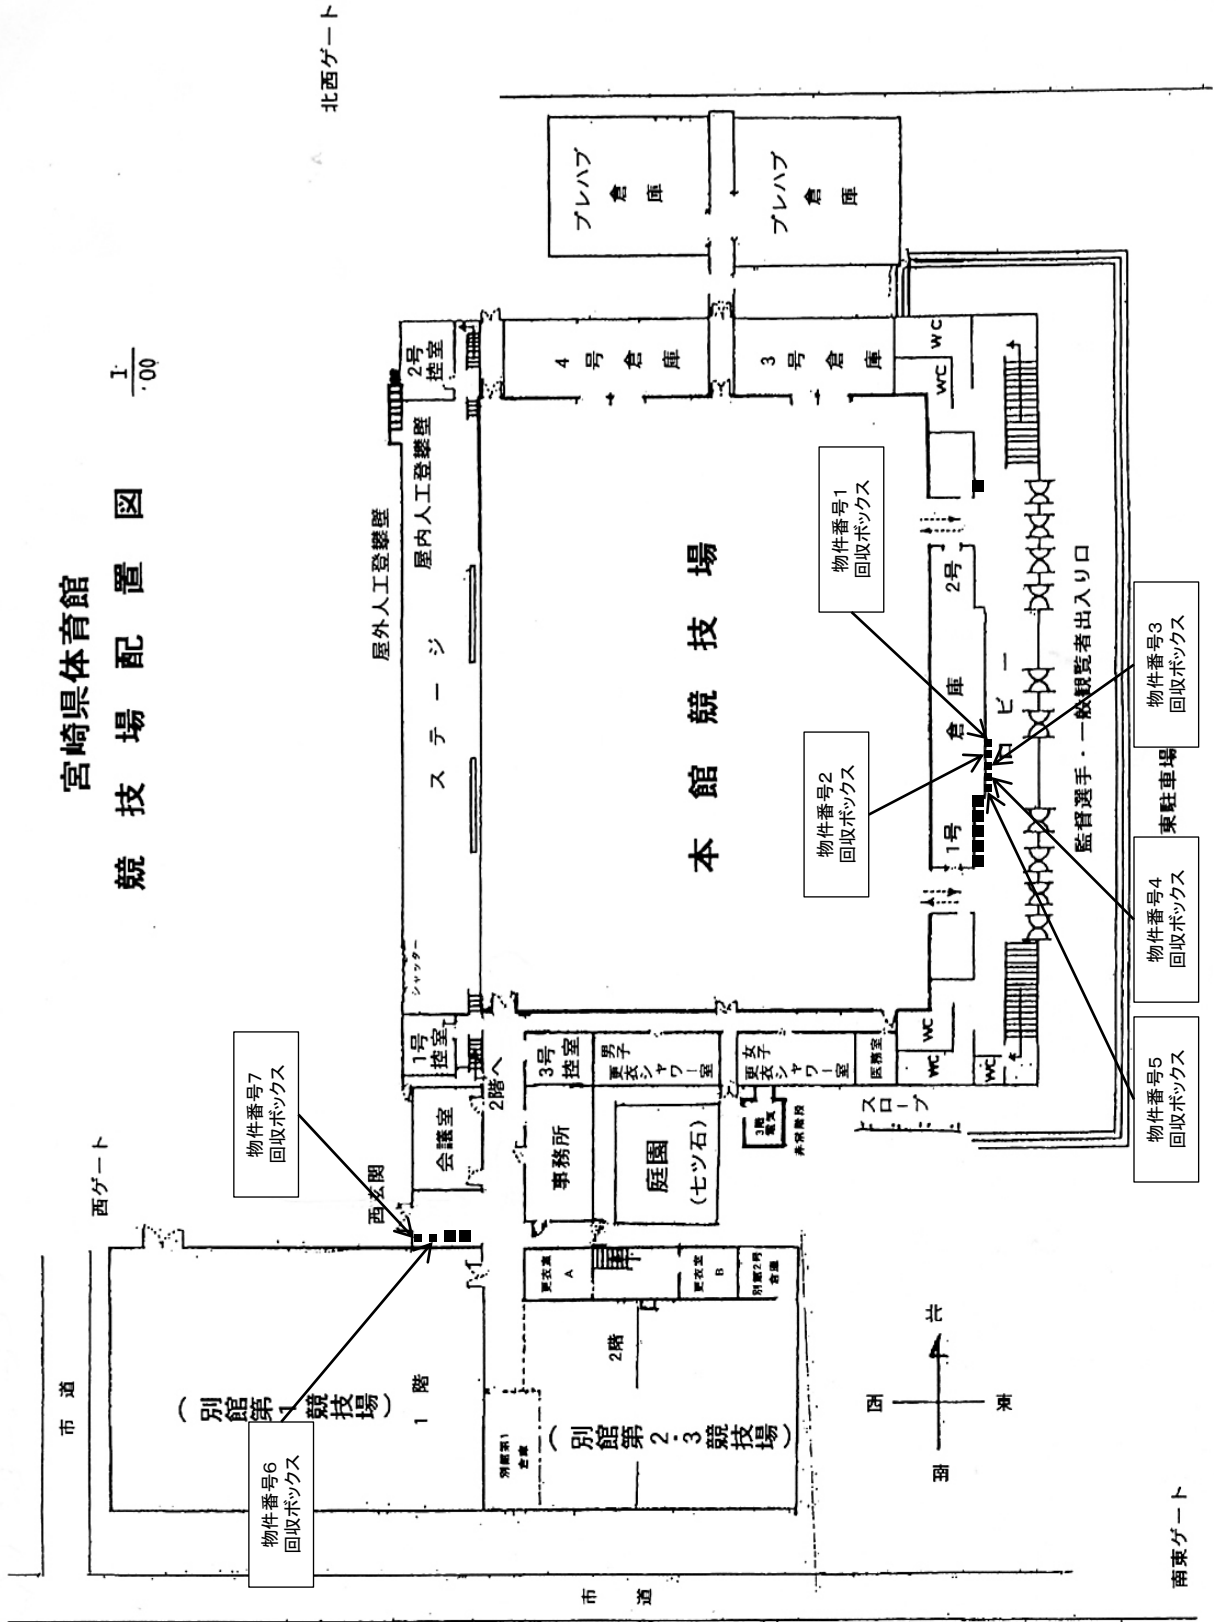 宮崎県体育館
競技場配置図
1
00
北西ゲート
西ゲート
南東ゲート
市道
市道
プレハブ
倉庫
プレハブ
倉庫
屋外人工登攀壁
屋内人工登攀壁
2号
控室
4号倉庫
3号倉庫
WC
WC
ステージ
シャッター
本館競技場
2号
倉庫
1号
ロビー
監督選手・一般観覧者出入り口
東駐車場
物件番号1
回収ボックス
物件番号2
回収ボックス
物件番号3
回収ボックス
物件番号4
回収ボックス
物件番号5
回収ボックス
物件番号6
回収ボックス
物件番号7
回収ボックス
1号
控室
2階へ
3号
控室
男子
更衣シャワー室
女子
更衣シャワー室
医務室
WC
WC
WC
スロープ
会議室
事務所
庭園
(七ツ石)
3階
電気
非常階段
西玄関
更衣室
A
更衣室
B
別館2号
倉庫
2階
(別館第1競技場)
1階
別館第1
倉庫
(別館第2・3競技場)
北
西
東